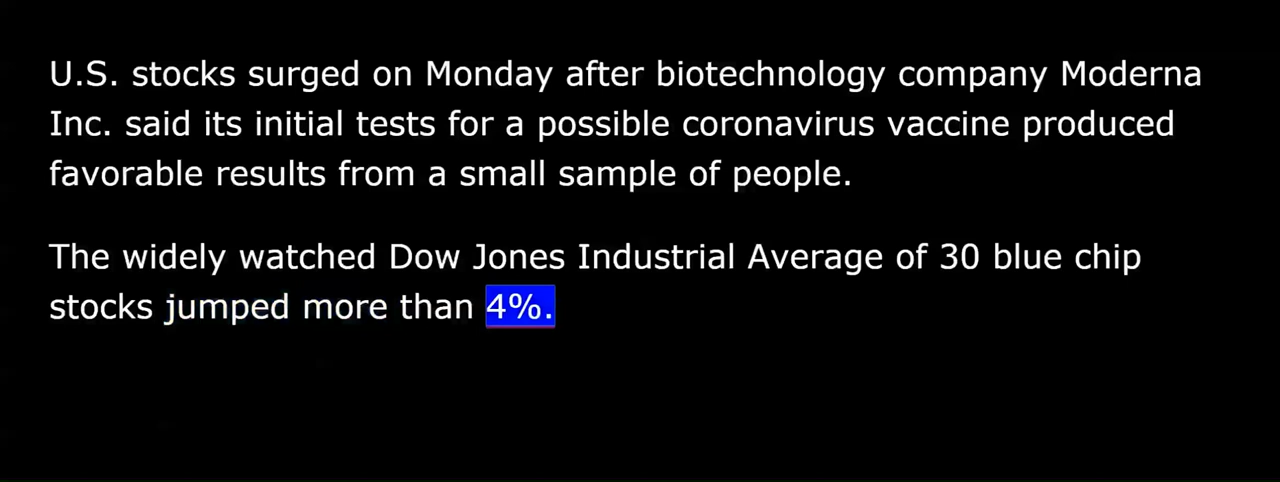 U.S. stocks surged on Monday after biotechnology company Moderna
Inc. said its initial tests for a possible coronavirus vaccine produced
favorable results from a small sample of people.
The widely watched Dow Jones Industrial Average of 30 blue chip
stocks jumped more than 4%.